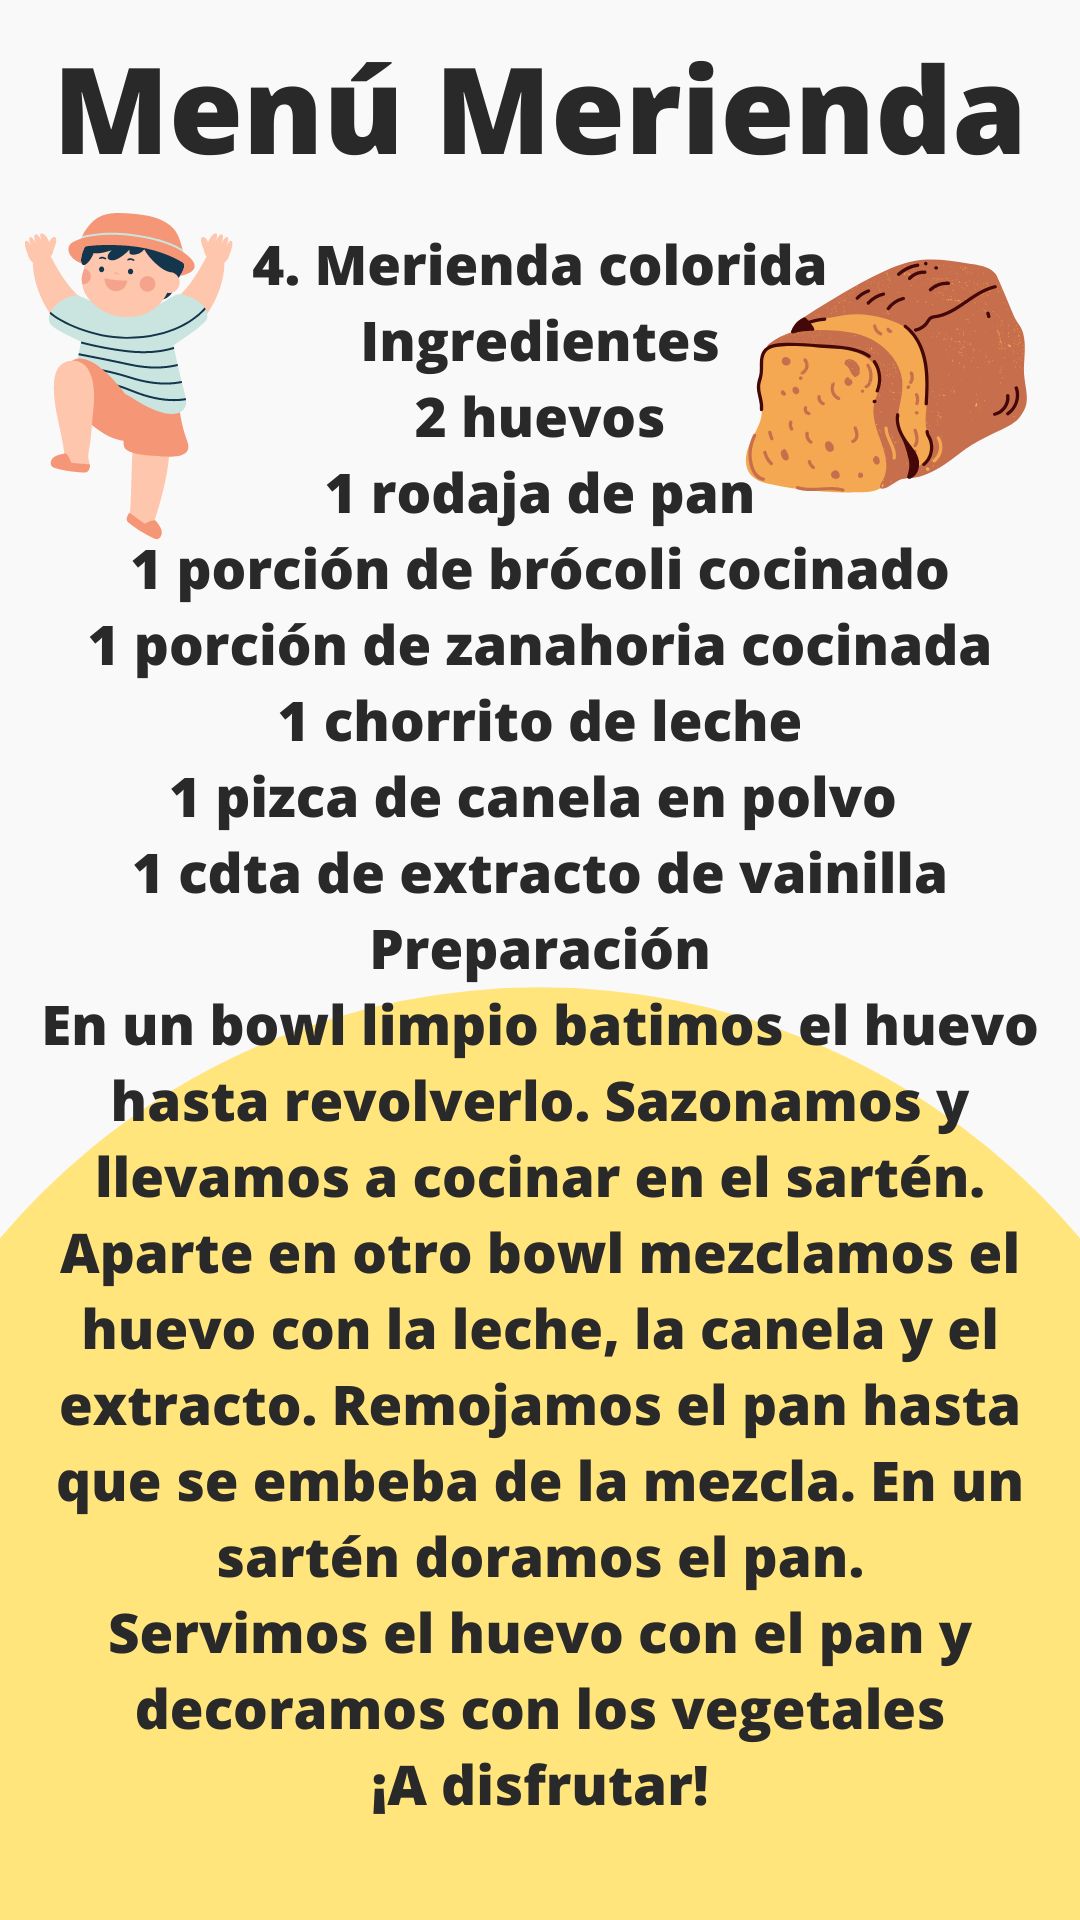 Menú Merienda
4. Merienda colorida
Ingredientes
2 huevos
1 rodaja de pan
1 porción de brócoli cocinado
1 porción de zanahoria cocinada
1 chorrito de leche
1 pizca de canela en polvo
1 cdta de extracto de vainilla
Preparación
En un bowl limpio batimos el huevo
hasta revolverlo. Sazonamos y
llevamos a cocinar en el sartén.
Aparte en otro bowl mezclamos el
huevo con la leche, la canela y el
extracto. Remojamos el pan hasta
que se embeba de la mezcla. En un
sartén doramos el pan.
Servimos el huevo con el pan y
decoramos con los vegetales
¡A disfrutar!